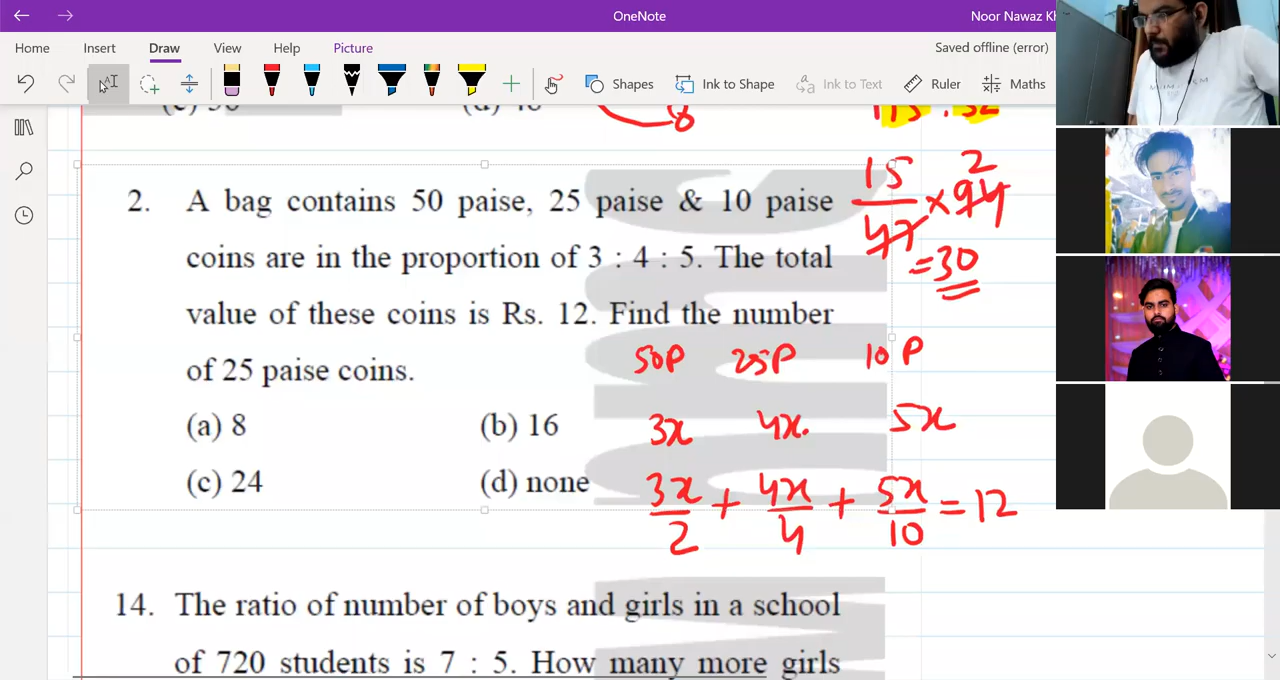 OneNote
Noor Nawaz Kh
Home Insert Draw View Help Picture
Saved offline (error)
Shapes Ink to Shape Ink to Text Ruler Maths
2. A bag contains 50 paise, 25 paise & 10 paise
coins are in the proportion of 3 : 4 : 5. The total
value of these coins is Rs. 12. Find the number
of 25 paise coins.
(a) 8 (b) 16
(c) 24 (d) none
15/47 × 94 2
= 30
50P 25P 10P
3x 4x 5x
3x/2 + 4x/4 + 5x/10 = 12
14. The ratio of number of boys and girls in a school
of 720 students is 7 : 5. How many more girls